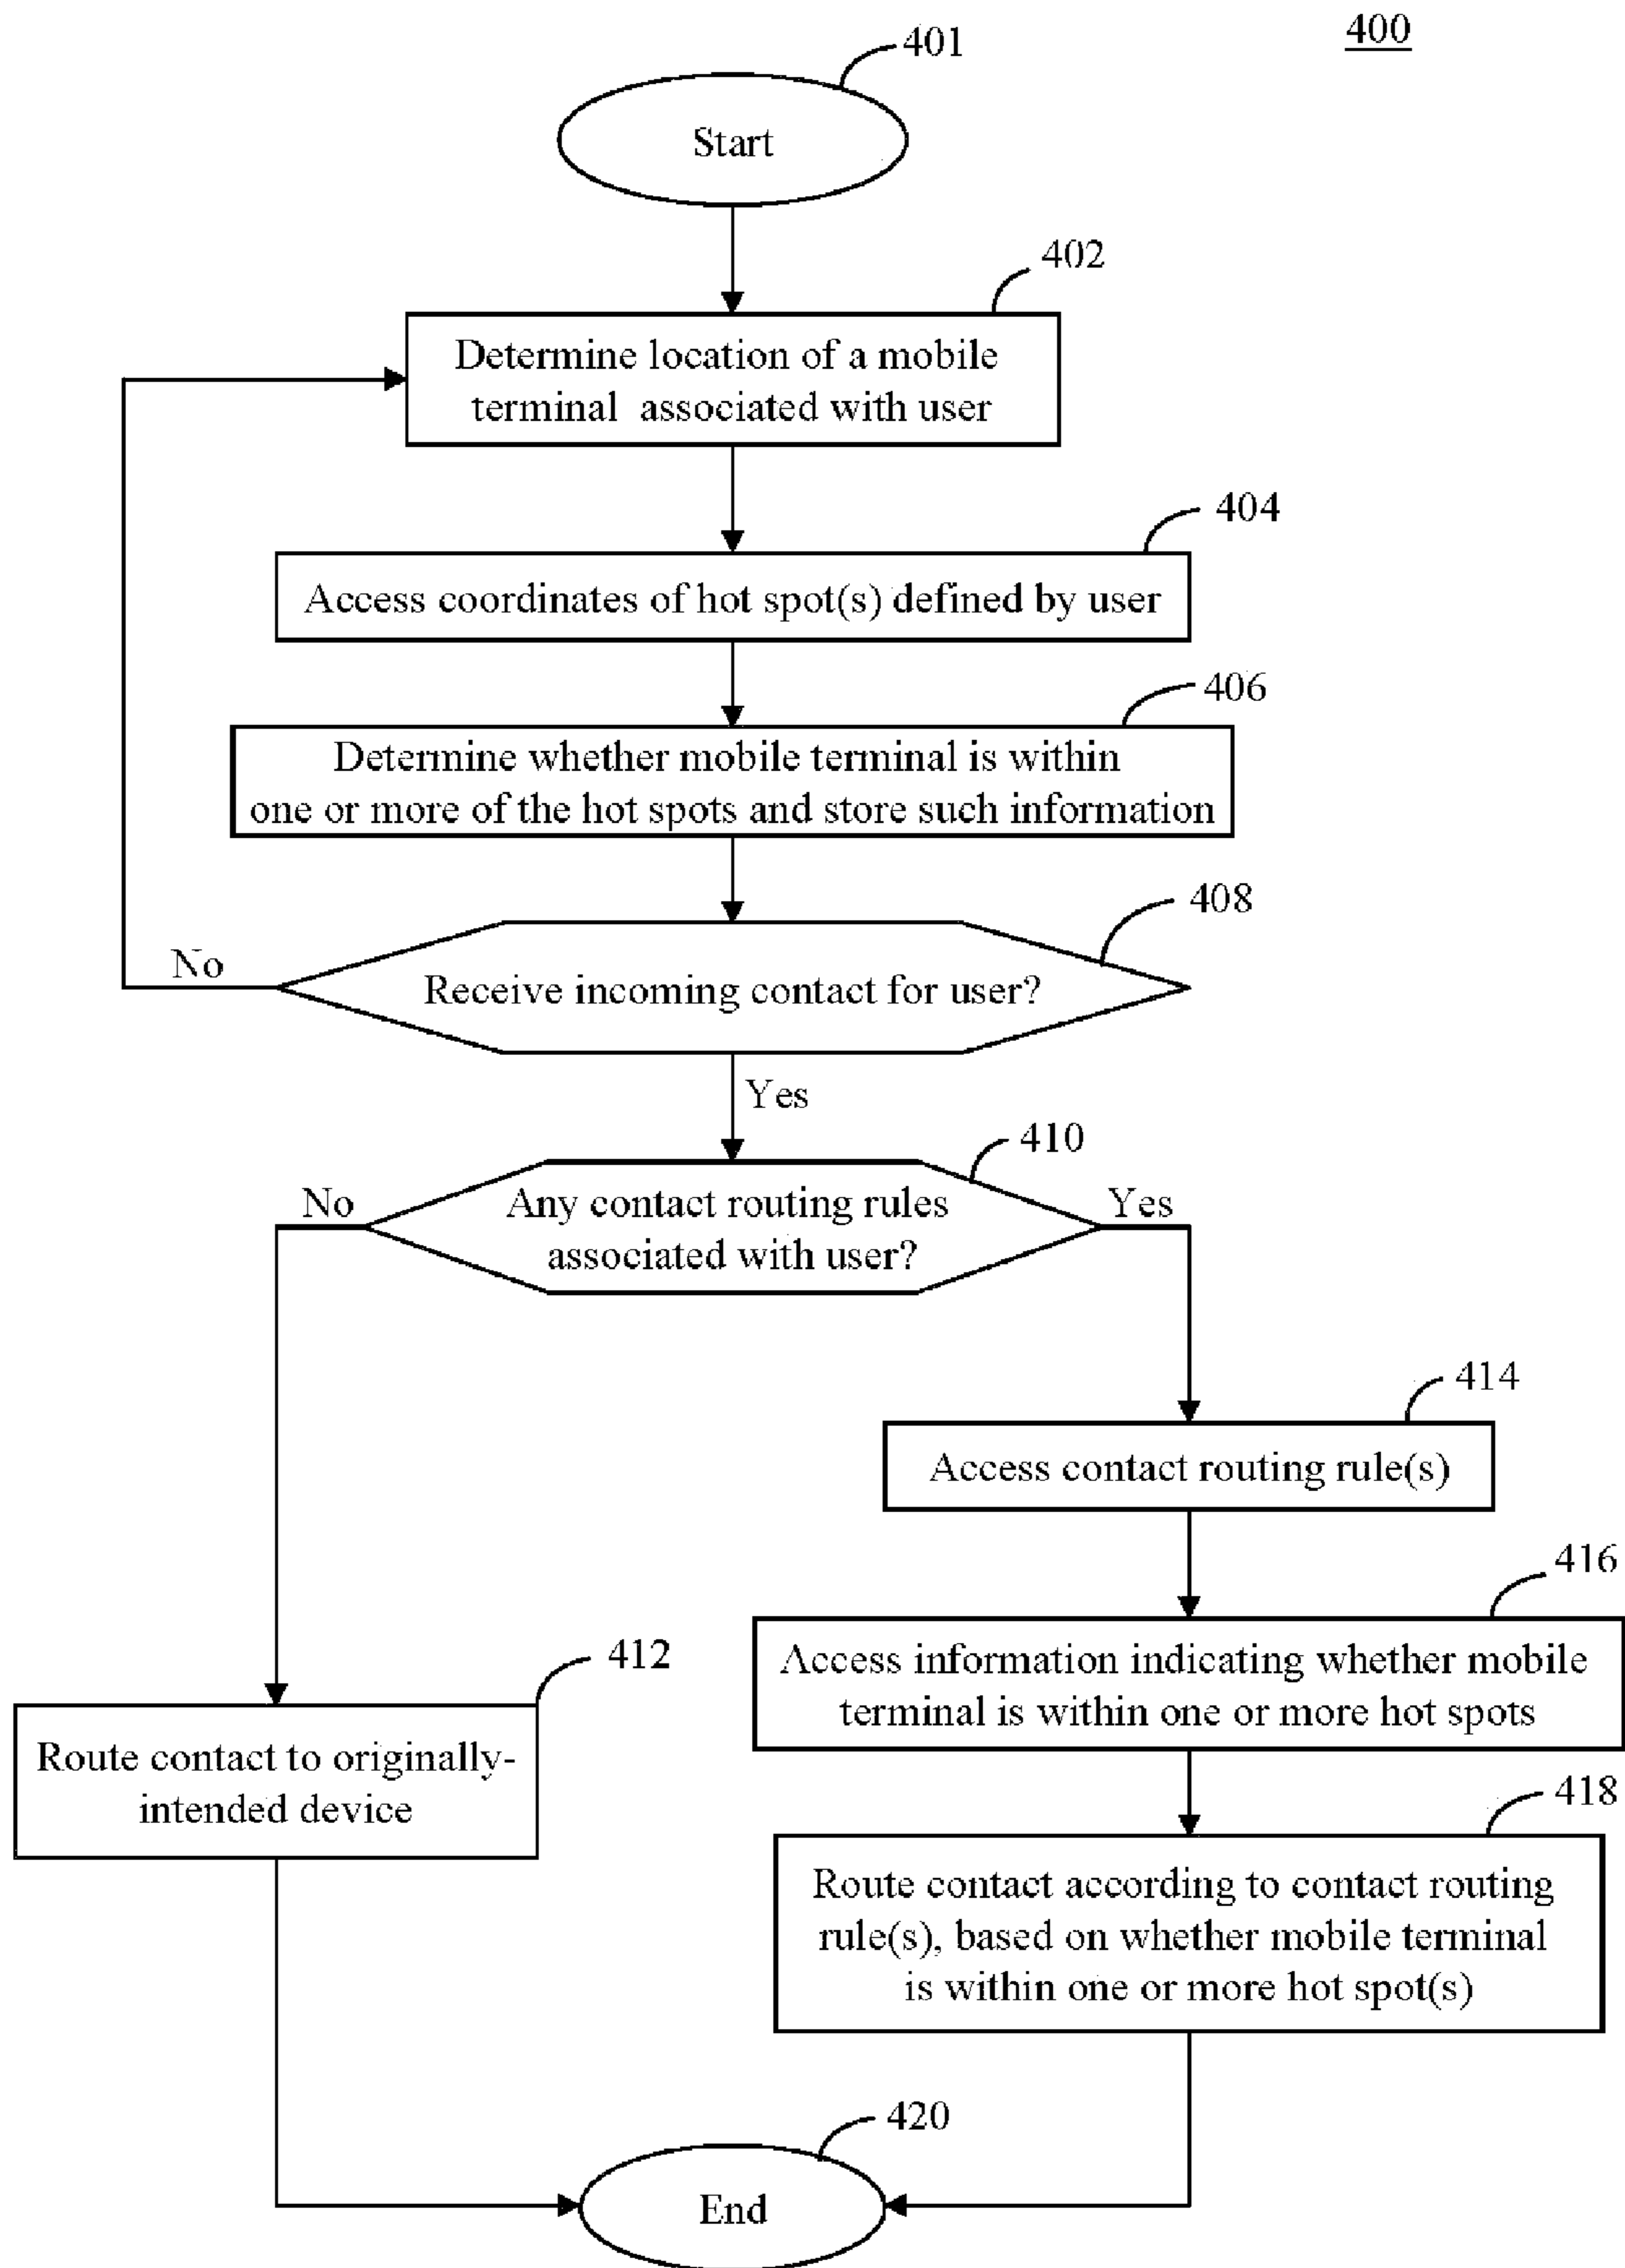 400
401
Start
402
Determine location of a mobile
terminal associated with user
404
Access coordinates of hot spot(s) defined by user
406
Determine whether mobile terminal is within
one or more of the hot spots and store such information
408
No
Receive incoming contact for user?
Yes
410
No
Any contact routing rules
associated with user?
Yes
414
Access contact routing rule(s)
416
Access information indicating whether mobile
terminal is within one or more hot spots
412
Route contact to originally-
intended device
418
Route contact according to contact routing
rule(s), based on whether mobile terminal
is within one or more hot spot(s)
420
End